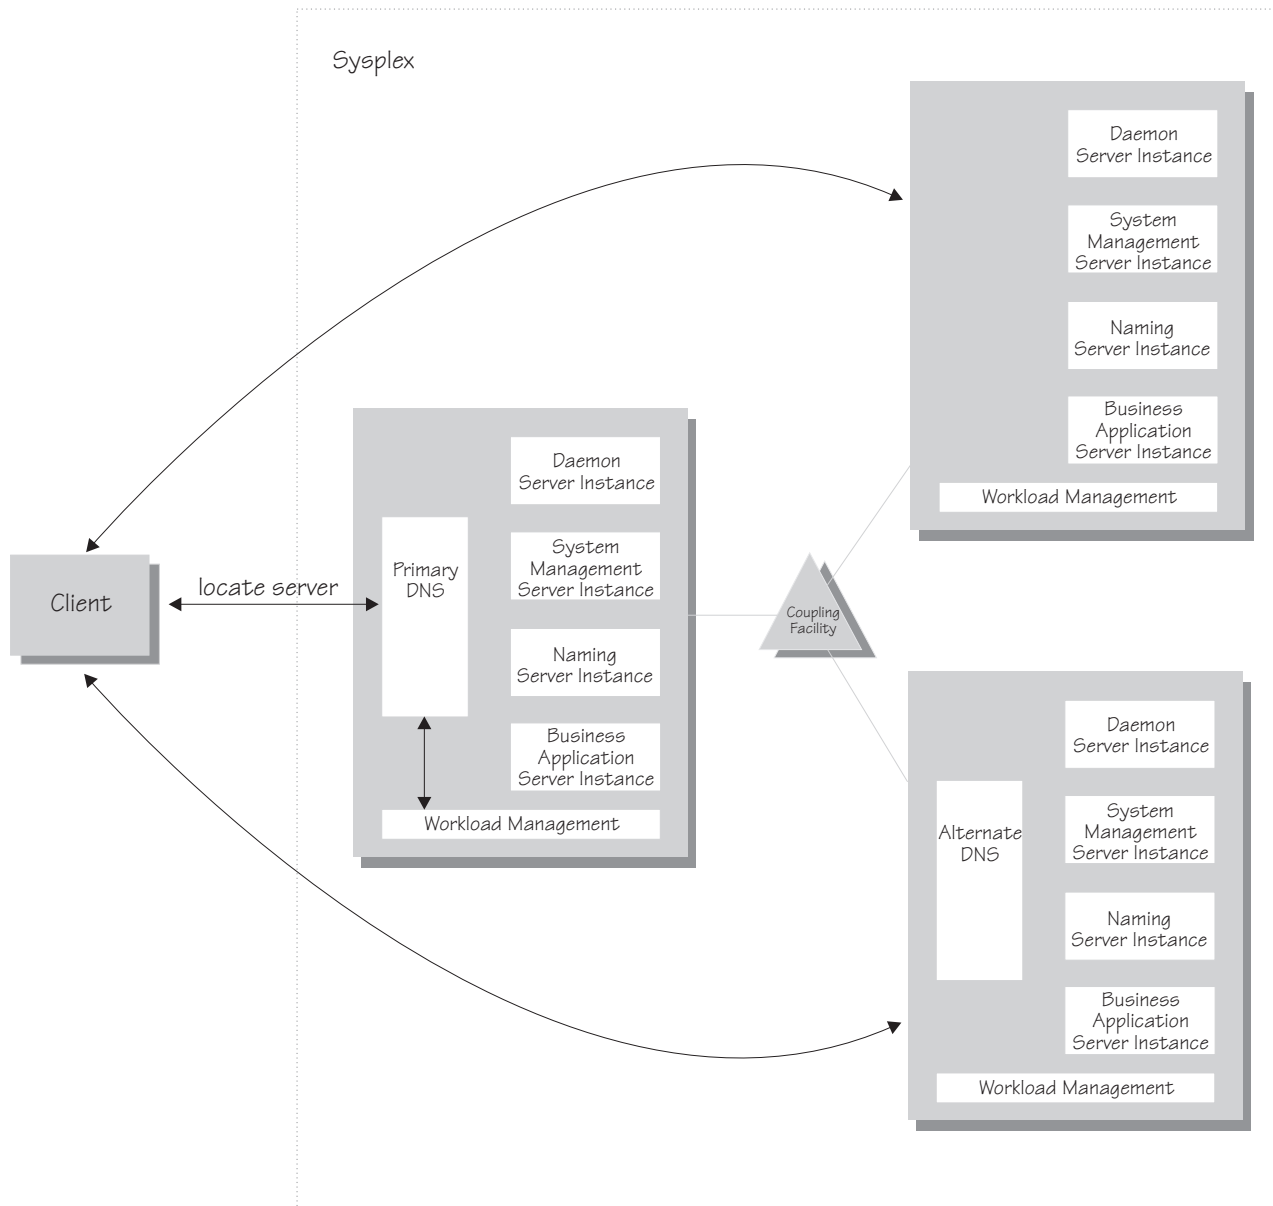 Sysplex
Daemon
Server Instance
System
Management
Server Instance
Naming
Server Instance
Business
Application
Server Instance
Workload Management
Client
locate server
Primary
DNS
Daemon
Server Instance
System
Management
Server Instance
Naming
Server Instance
Business
Application
Server Instance
Workload Management
Coupling
Facility
Alternate
DNS
Daemon
Server Instance
System
Management
Server Instance
Naming
Server Instance
Business
Application
Server Instance
Workload Management